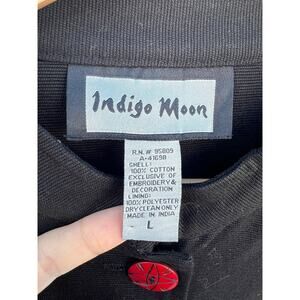 Indigo Moon
R.N. # 95809
A-41698
SHELL:
100% COTTON
EXCLUSIVE OF
EMBROIDERY &
DECORATION
LINING:
100% POLYESTER
DRY CLEAN ONLY
MADE IN INDIA
L